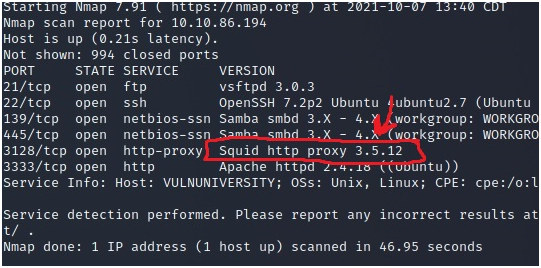 Starting Nmap 7.91 ( https://nmap.org ) at 2021-10-07 13:40 CDT
Nmap scan report for 10.10.86.194
Host is up (0.21s latency).
Not shown: 994 closed ports
PORT     STATE SERVICE     VERSION
21/tcp   open  ftp         vsftpd 3.0.3
22/tcp   open  ssh         OpenSSH 7.2p2 Ubuntu 4ubuntu2.7 (Ubuntu
139/tcp  open  netbios-ssn Samba smbd 3.X - 4.X (workgroup: WORKGRO
445/tcp  open  netbios-ssn Samba smbd 3.X - 4.X (workgroup: WORKGRO
3128/tcp open  http-proxy  Squid http proxy 3.5.12
3333/tcp open  http        Apache httpd 2.4.18 ((Ubuntu))
Service Info: Host: VULNUNIVERSITY; OSs: Unix, Linux; CPE: cpe:/o:l
Service detection performed. Please report any incorrect results at
t/ .
Nmap done: 1 IP address (1 host up) scanned in 46.95 seconds